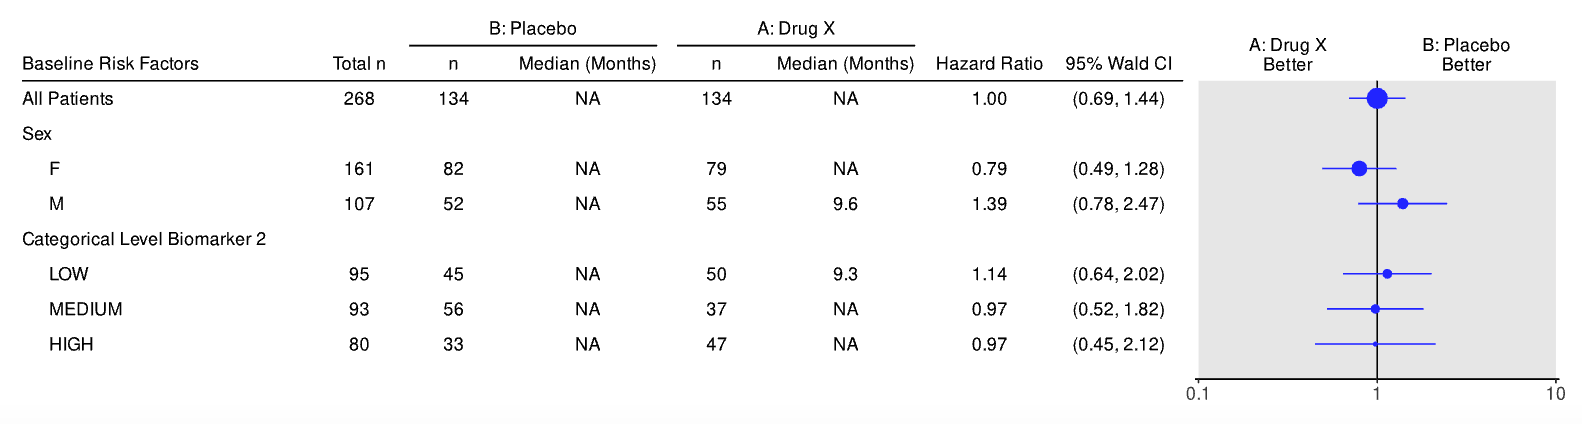 B: Placebo A: Drug X
A: Drug X B: Placebo
Better Better
Baseline Risk Factors Total n n Median (Months) n Median (Months) Hazard Ratio 95% Wald CI
All Patients 268 134 NA 134 NA 1.00 (0.69, 1.44)
Sex
F 161 82 NA 79 NA 0.79 (0.49, 1.28)
M 107 52 NA 55 9.6 1.39 (0.78, 2.47)
Categorical Level Biomarker 2
LOW 95 45 NA 50 9.3 1.14 (0.64, 2.02)
MEDIUM 93 56 NA 37 NA 0.97 (0.52, 1.82)
HIGH 80 33 NA 47 NA 0.97 (0.45, 2.12)
0.1 1 10